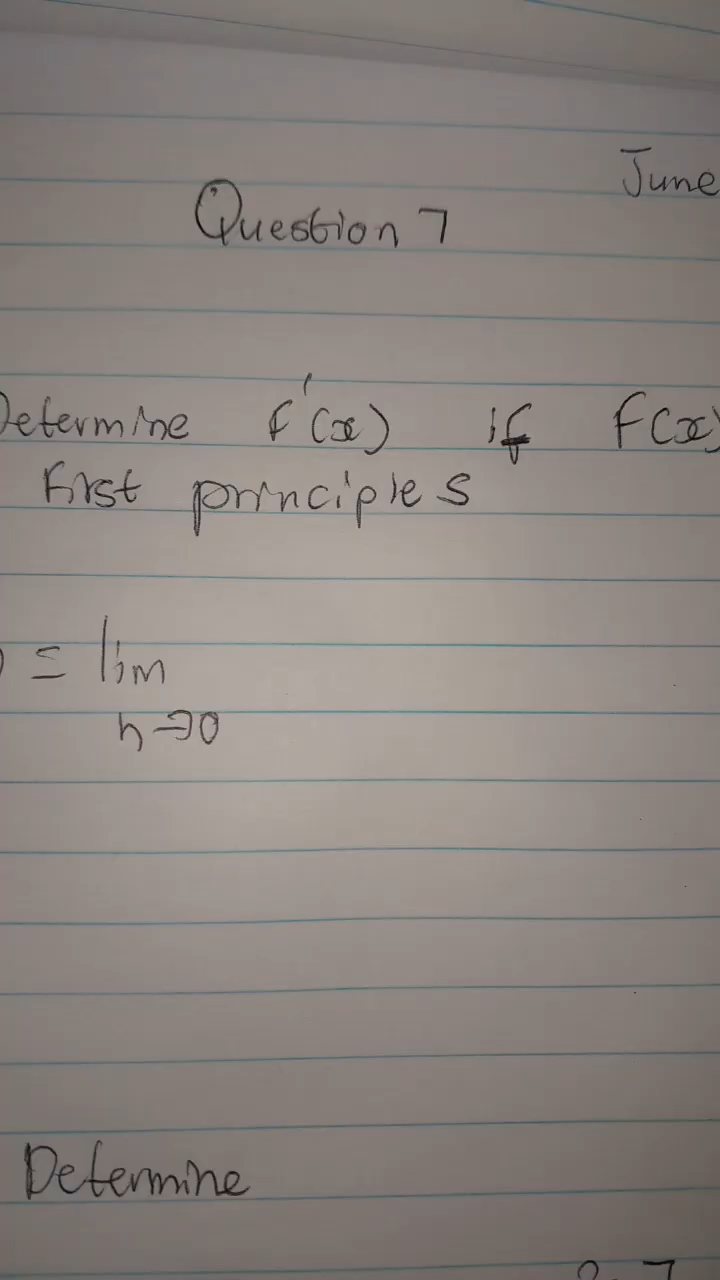 June
Question 7
Determine f'(x) if f(x)
First principles
) = lim
h→0
Determine